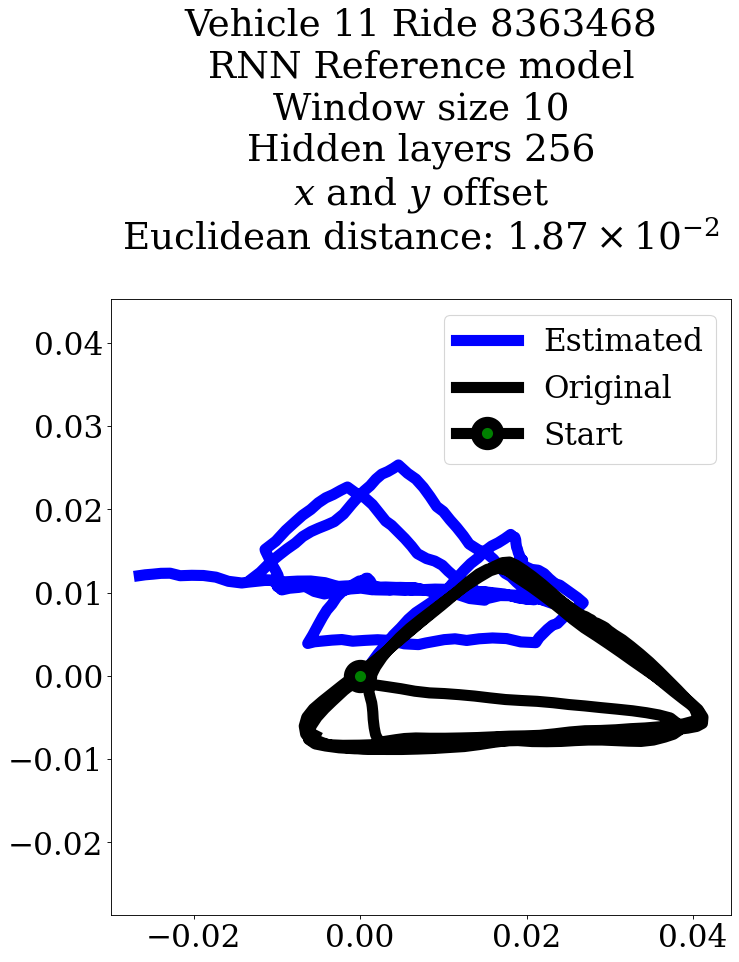 Vehicle 11 Ride 8363468
RNN Reference model
Window size 10
Hidden layers 256
x and y offset
Euclidean distance: 1.87 × 10⁻²
Estimated
Original
Start
0.04
0.03
0.02
0.01
0.00
−0.01
−0.02
−0.02 0.00 0.02 0.04